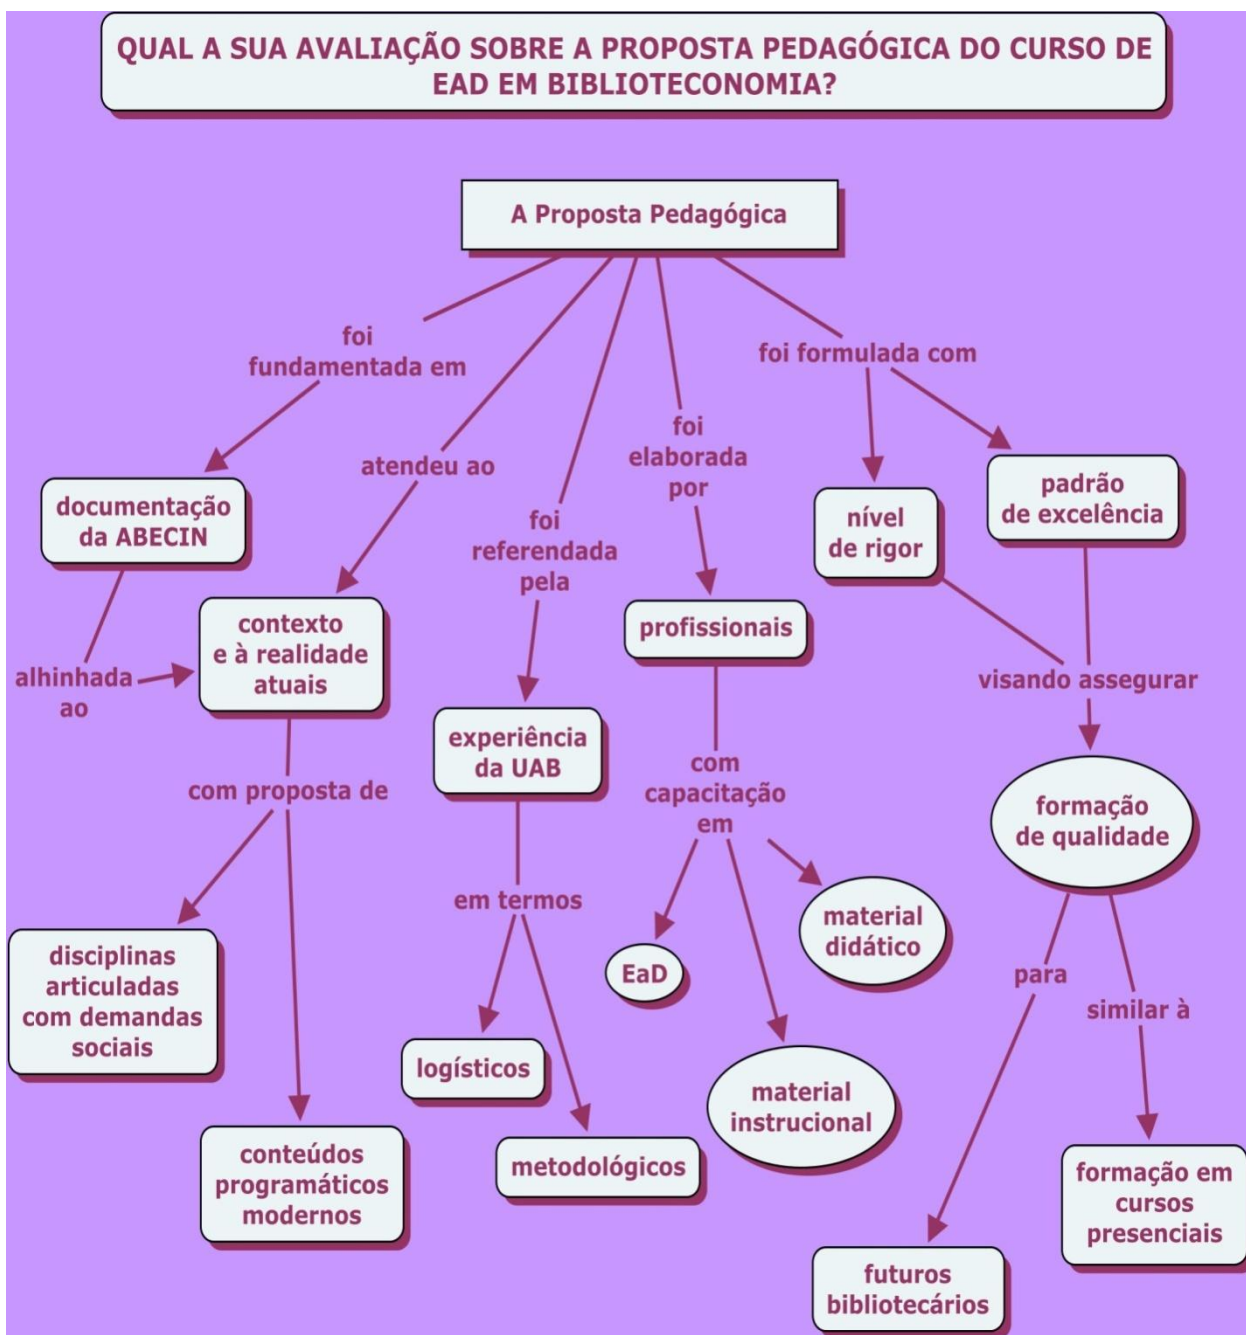 QUAL A SUA AVALIAÇÃO SOBRE A PROPOSTA PEDAGÓGICA DO CURSO DE
EAD EM BIBLIOTECONOMIA?
A Proposta Pedagógica
foi
fundamentada em
documentação
da ABECIN
alhinhada
ao
atendeu ao
contexto
e à realidade
atuais
com proposta de
disciplinas
articuladas
com demandas
sociais
conteúdos
programáticos
modernos
foi
referendada
pela
experiência
da UAB
em termos
logísticos
metodológicos
foi
elaborada
por
profissionais
com
capacitação
em
EaD
material
instrucional
material
didático
foi formulada com
nível
de rigor
padrão
de excelência
visando assegurar
formação
de qualidade
para
futuros
bibliotecários
similar à
formação em
cursos
presenciais